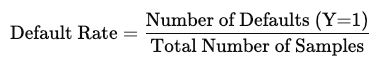 Default Rate = Number of Defaults (Y=1) / Total Number of Samples